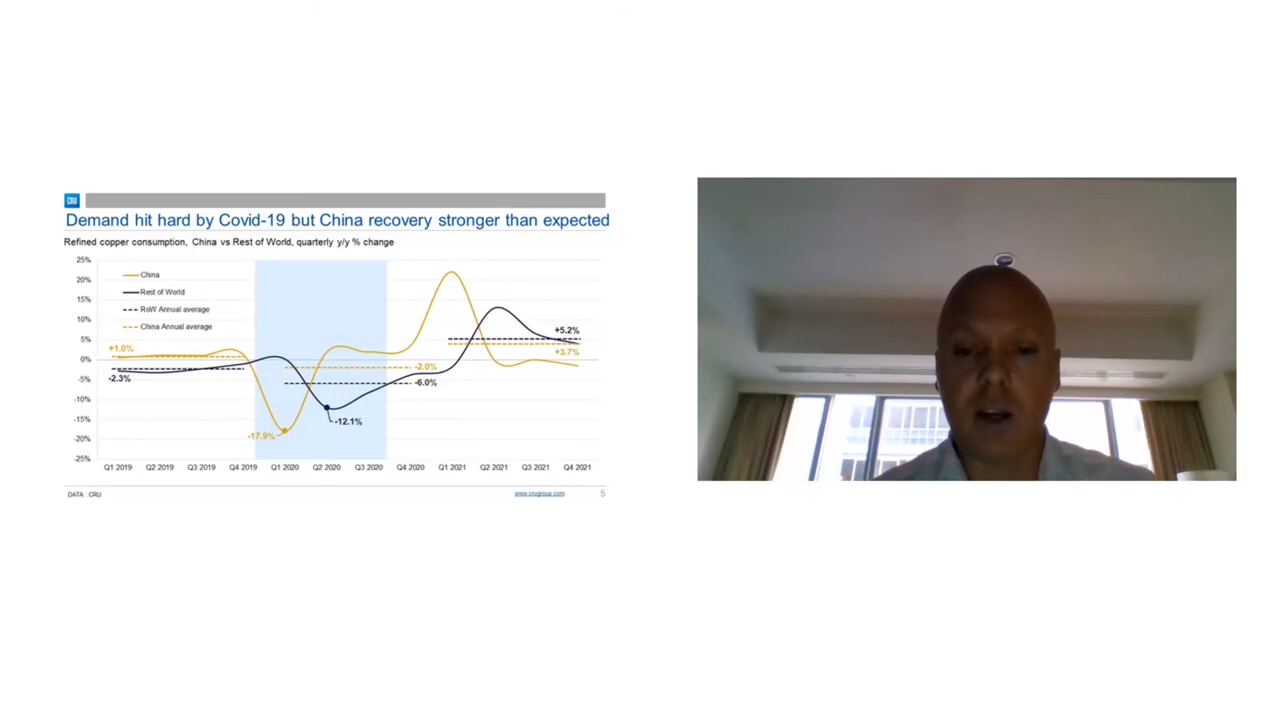 CRU
Demand hit hard by Covid-19 but China recovery stronger than expected
Refined copper consumption, China vs Rest of World, quarterly y/y % change
25%
20%
15%
10%
5%
0%
-5%
-10%
-15%
-20%
-25%
China
Rest of World
RoW Annual average
China Annual average
+1.0%
-2.3%
-17.9%
-12.1%
-2.0%
-6.0%
+5.2%
+3.7%
Q1 2019 Q2 2019 Q3 2019 Q4 2019 Q1 2020 Q2 2020 Q3 2020 Q4 2020 Q1 2021 Q2 2021 Q3 2021 Q4 2021
DATA : CRU
www.crugroup.com
5